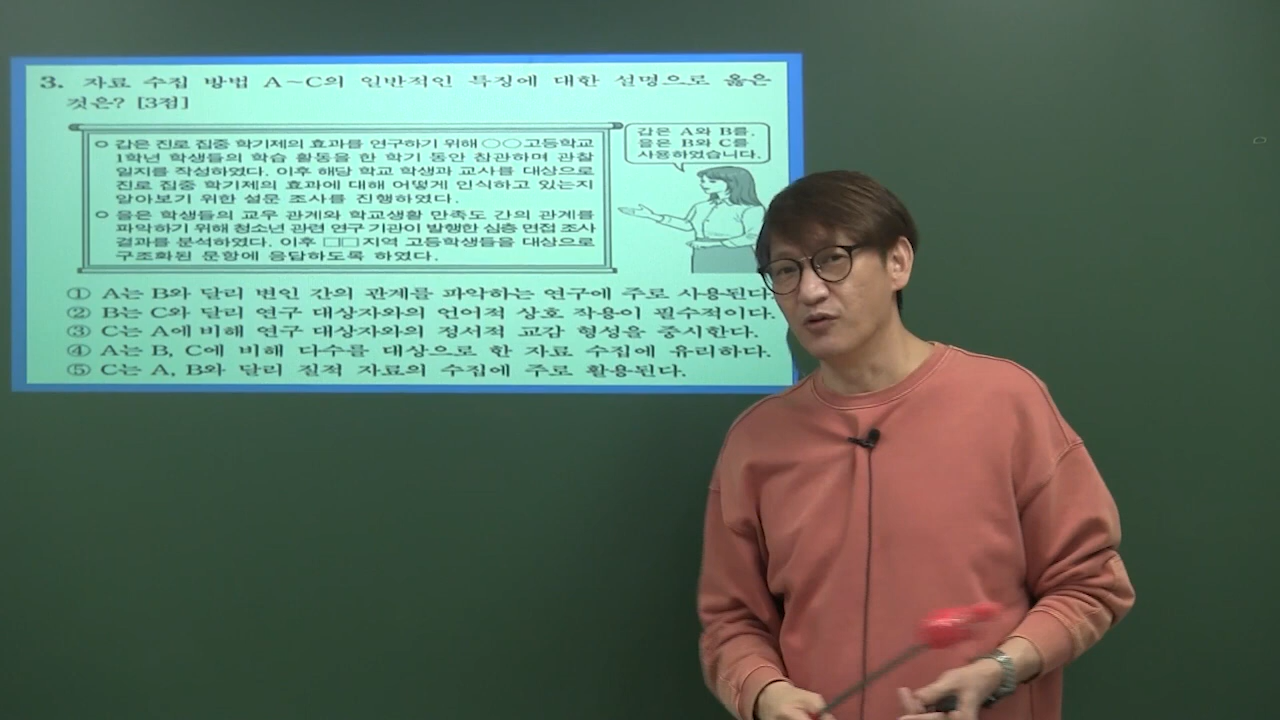 3. 자료 수집 방법 A~C의 일반적인 특징에 대한 설명으로 옳은
것은? [3점]
○ 갑은 진로 집중 학기제의 효과를 연구하기 위해 ○○고등학교
1학년 학생들의 학습 활동을 한 학기 동안 참관하며 관찰
일지를 작성하였다. 이후 해당 학교 학생과 교사를 대상으로
진로 집중 학기제의 효과에 대해 어떻게 인식하고 있는지
알아보기 위한 설문 조사를 진행하였다.
○ 을은 학생들의 교우 관계와 학교생활 만족도 간의 관계를
파악하기 위해 청소년 관련 연구 기관이 발행한 심층 면접 조사
결과를 분석하였다. 이후 □□지역 고등학생들을 대상으로
구조화된 문항에 응답하도록 하였다.
갑은 A와 B를,
을은 B와 C를
사용하였습니다.
① A는 B와 달리 변인 간의 관계를 파악하는 연구에 주로 사용된다.
② B는 C와 달리 연구 대상자와의 언어적 상호 작용이 필수적이다.
③ C는 A에 비해 연구 대상자와의 정서적 교감 형성을 중시한다.
④ A는 B, C에 비해 다수를 대상으로 한 자료 수집에 유리하다.
⑤ C는 A, B와 달리 질적 자료의 수집에 주로 활용된다.